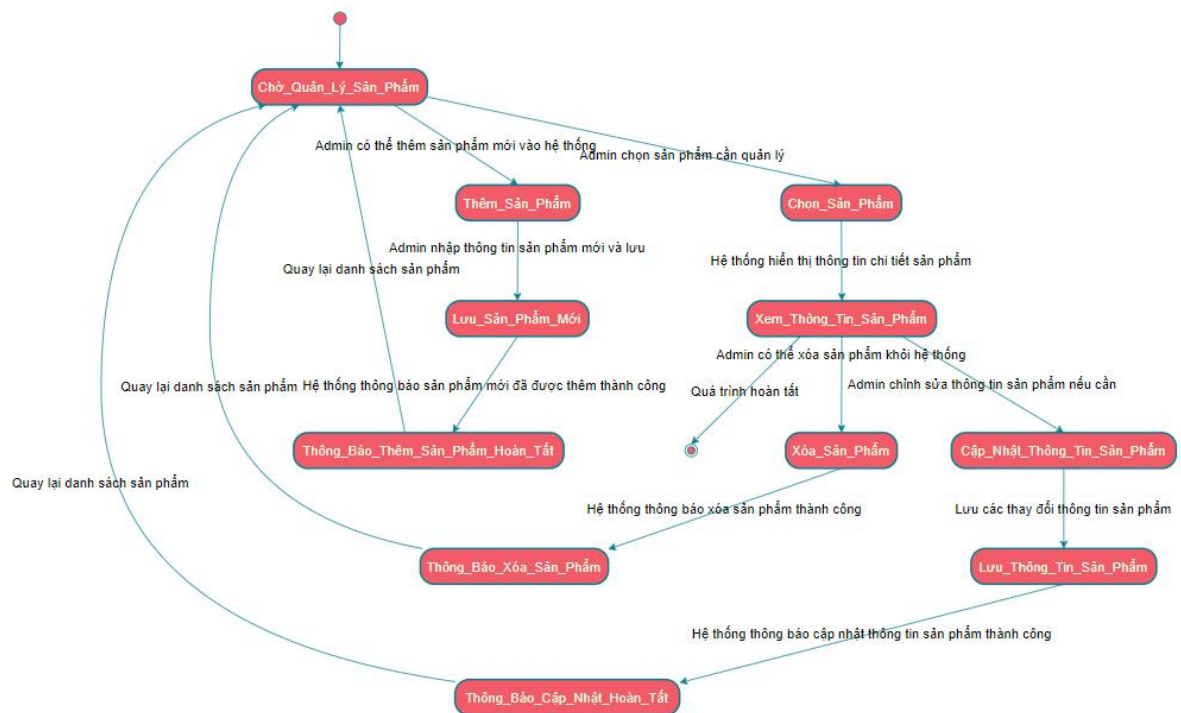 Chờ_Quản_Lý_Sản_Phẩm
Admin có thể thêm sản phẩm mới vào hệ thống
Admin chọn sản phẩm cần quản lý
Thêm_Sản_Phẩm
Chọn_Sản_Phẩm
Admin nhập thông tin sản phẩm mới và lưu
Quay lại danh sách sản phẩm
Hệ thống hiển thị thông tin chi tiết sản phẩm
Lưu_Sản_Phẩm_Mới
Xem_Thông_Tin_Sản_Phẩm
Admin có thể xóa sản phẩm khỏi hệ thống
Quay lại danh sách sản phẩm
Hệ thống thông báo sản phẩm mới đã được thêm thành công
Quá trình hoàn tất
Admin chỉnh sửa thông tin sản phẩm nếu cần
Thông_Báo_Thêm_Sản_Phẩm_Hoàn_Tất
Xóa_Sản_Phẩm
Cập_Nhật_Thông_Tin_Sản_Phẩm
Quay lại danh sách sản phẩm
Hệ thống thông báo xóa sản phẩm thành công
Lưu các thay đổi thông tin sản phẩm
Thông_Báo_Xóa_Sản_Phẩm
Lưu_Thông_Tin_Sản_Phẩm
Hệ thống thông báo cập nhật thông tin sản phẩm thành công
Thông_Báo_Cập_Nhật_Hoàn_Tất